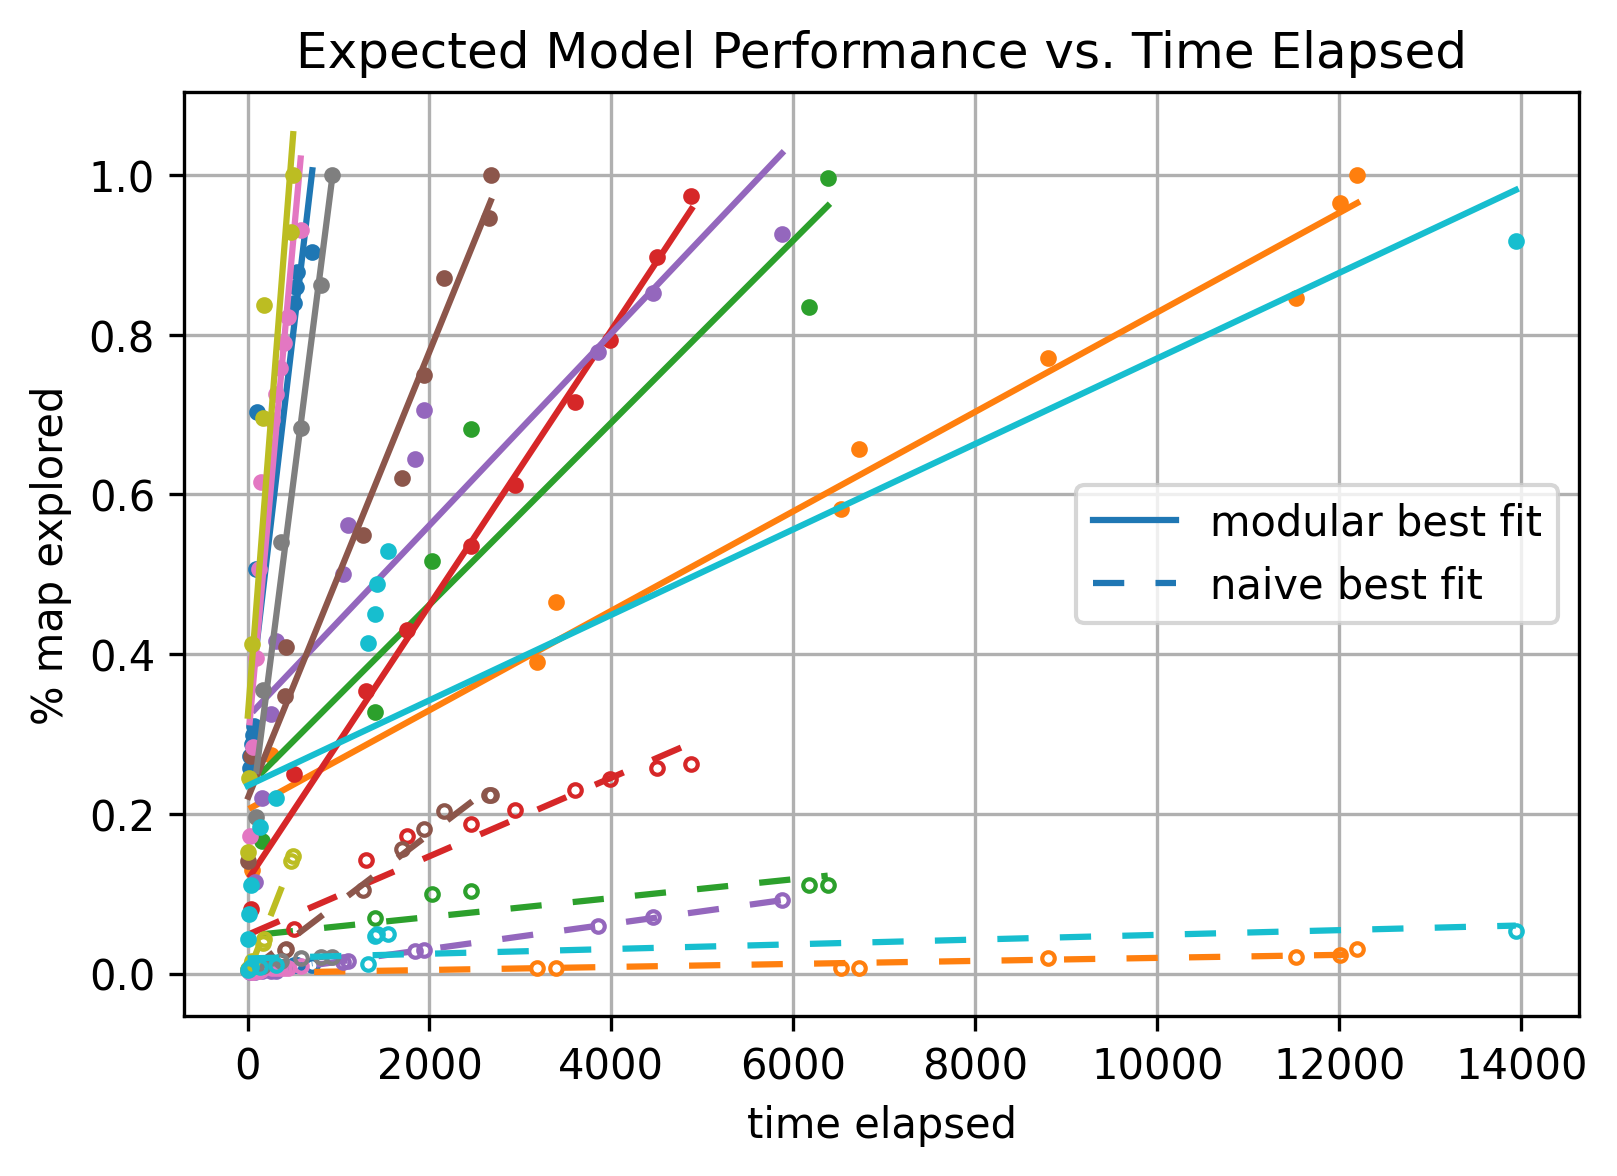 Expected Model Performance vs. Time Elapsed
1.0
0.8
0.6
0.4
0.2
0.0
% map explored
modular best fit
naive best fit
0 2000 4000 6000 8000 10000 12000 14000
time elapsed